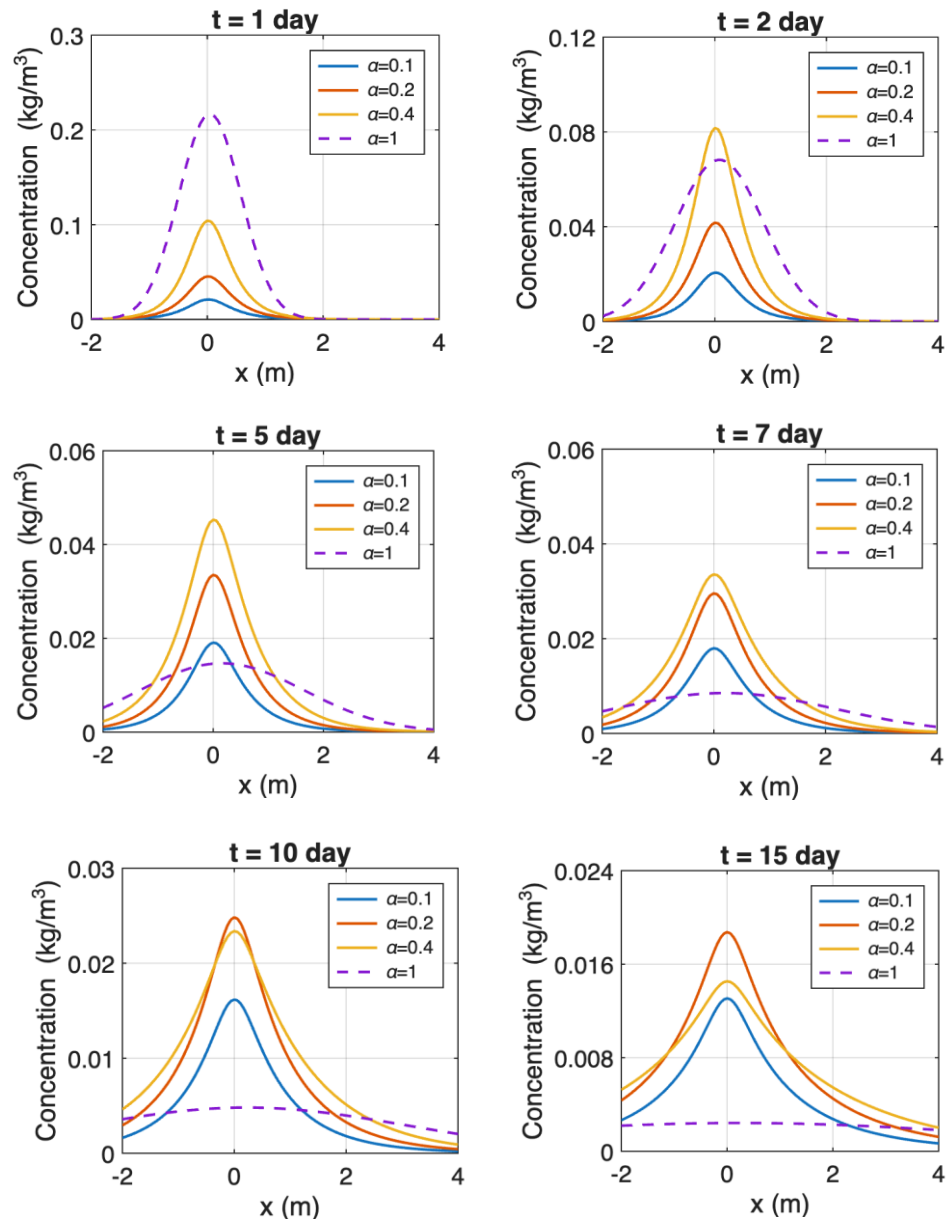 t = 1 day
0.3
0.2
0.1
0
Concentration (kg/m³)
α=0.1
α=0.2
α=0.4
α=1
-2 0 2 4
x (m)
t = 2 day
0.12
0.08
0.04
0
Concentration (kg/m³)
α=0.1
α=0.2
α=0.4
α=1
-2 0 2 4
x (m)
t = 5 day
0.06
0.04
0.02
0
Concentration (kg/m³)
α=0.1
α=0.2
α=0.4
α=1
-2 0 2 4
x (m)
t = 7 day
0.06
0.04
0.02
0
Concentration (kg/m³)
α=0.1
α=0.2
α=0.4
α=1
-2 0 2 4
x (m)
t = 10 day
0.03
0.02
0.01
0
Concentration (kg/m³)
α=0.1
α=0.2
α=0.4
α=1
-2 0 2 4
x (m)
t = 15 day
0.024
0.016
0.008
0
Concentration (kg/m³)
α=0.1
α=0.2
α=0.4
α=1
-2 0 2 4
x (m)